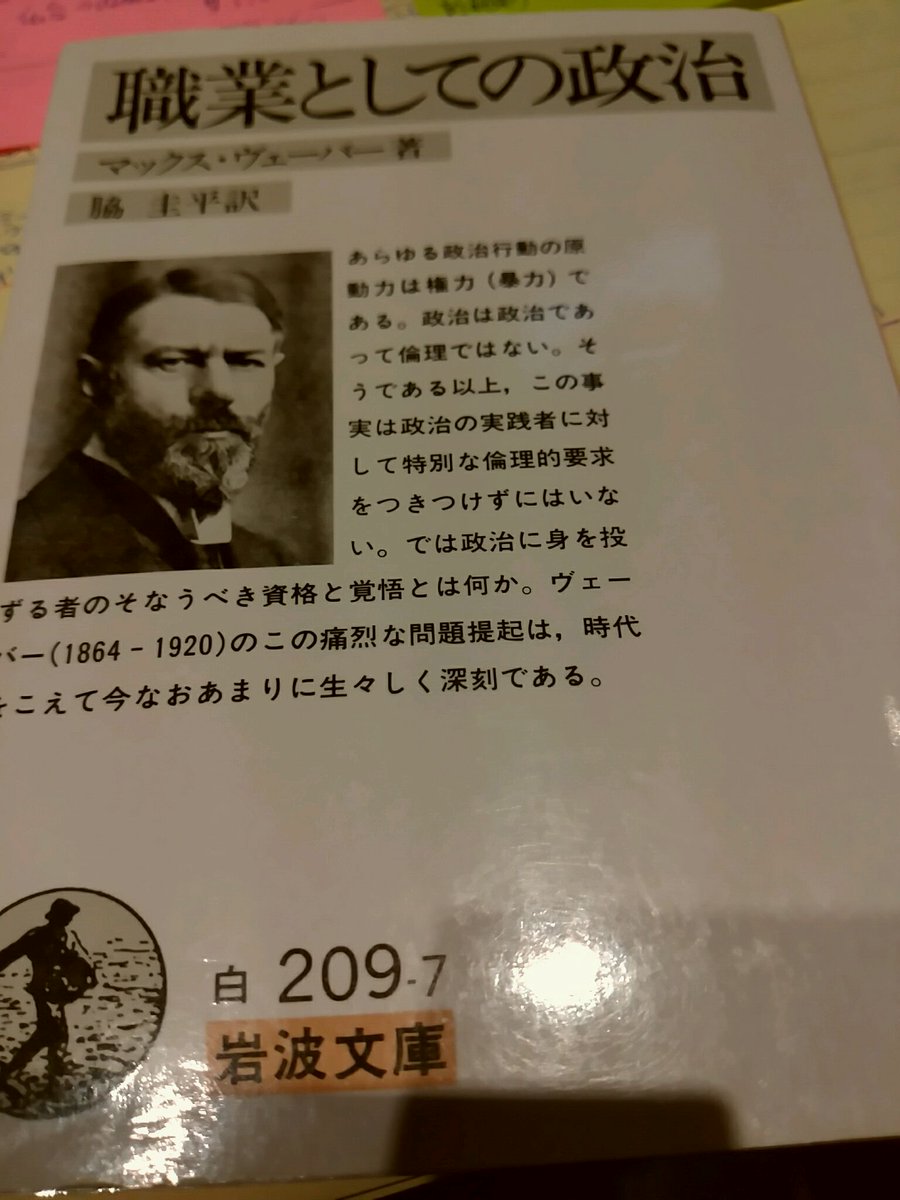 職業としての政治
マックス・ヴェーバー著
脇 圭平訳
あらゆる政治行動の原
動力は権力（暴力）で
ある。政治は政治であ
って倫理ではない。そ
うである以上，この事
実は政治の実践者に対
して特別な倫理的要求
をつきつけずにはいな
い。では政治に身を投
ずる者のそなうべき資格と覚悟とは何か。ヴェー
バー(1864-1920)のこの痛烈な問題提起は，時代
をこえて今なおあまりに生々しく深刻である。
白 209-7
岩波文庫